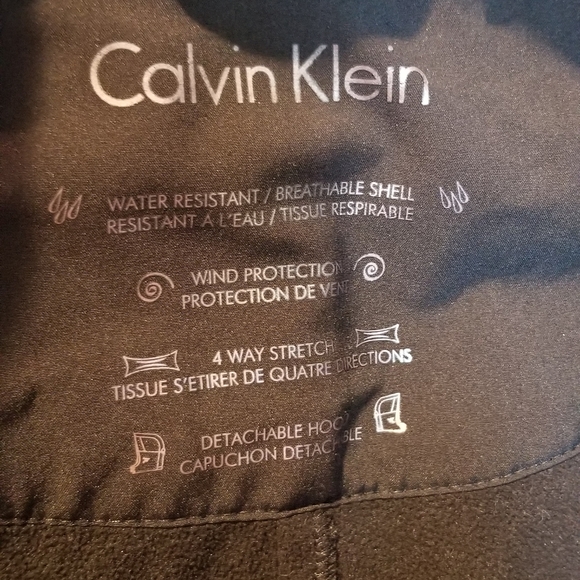 Calvin Klein
WATER RESISTANT / BREATHABLE SHELL
RESISTANT À L'EAU / TISSUE RESPIRABLE
WIND PROTECTION
PROTECTION DE VENT
4 WAY STRETCH
TISSUE S'ETIRER DE QUATRE DIRECTIONS
DETACHABLE HOOD
CAPUCHON DETACHABLE